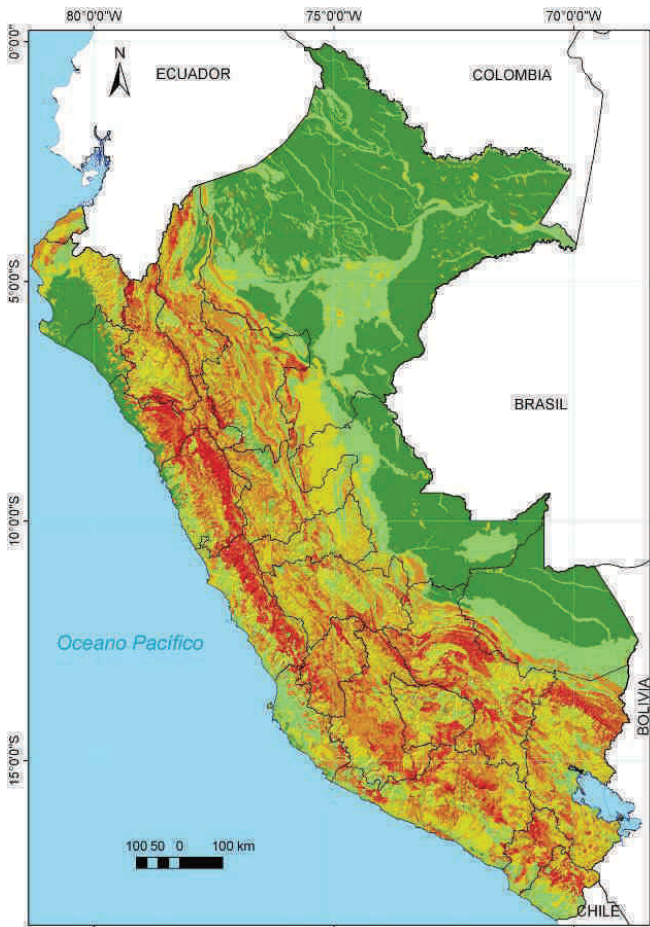 80°0'0"W 75°0'0"W 70°0'0"W
0°0'0"
N
ECUADOR
COLOMBIA
5°0'0"S
BRASIL
10°0'0"S
Oceano Pacífico
BOLIVIA
15°0'0"S
100 50 0 100 km
CHILE